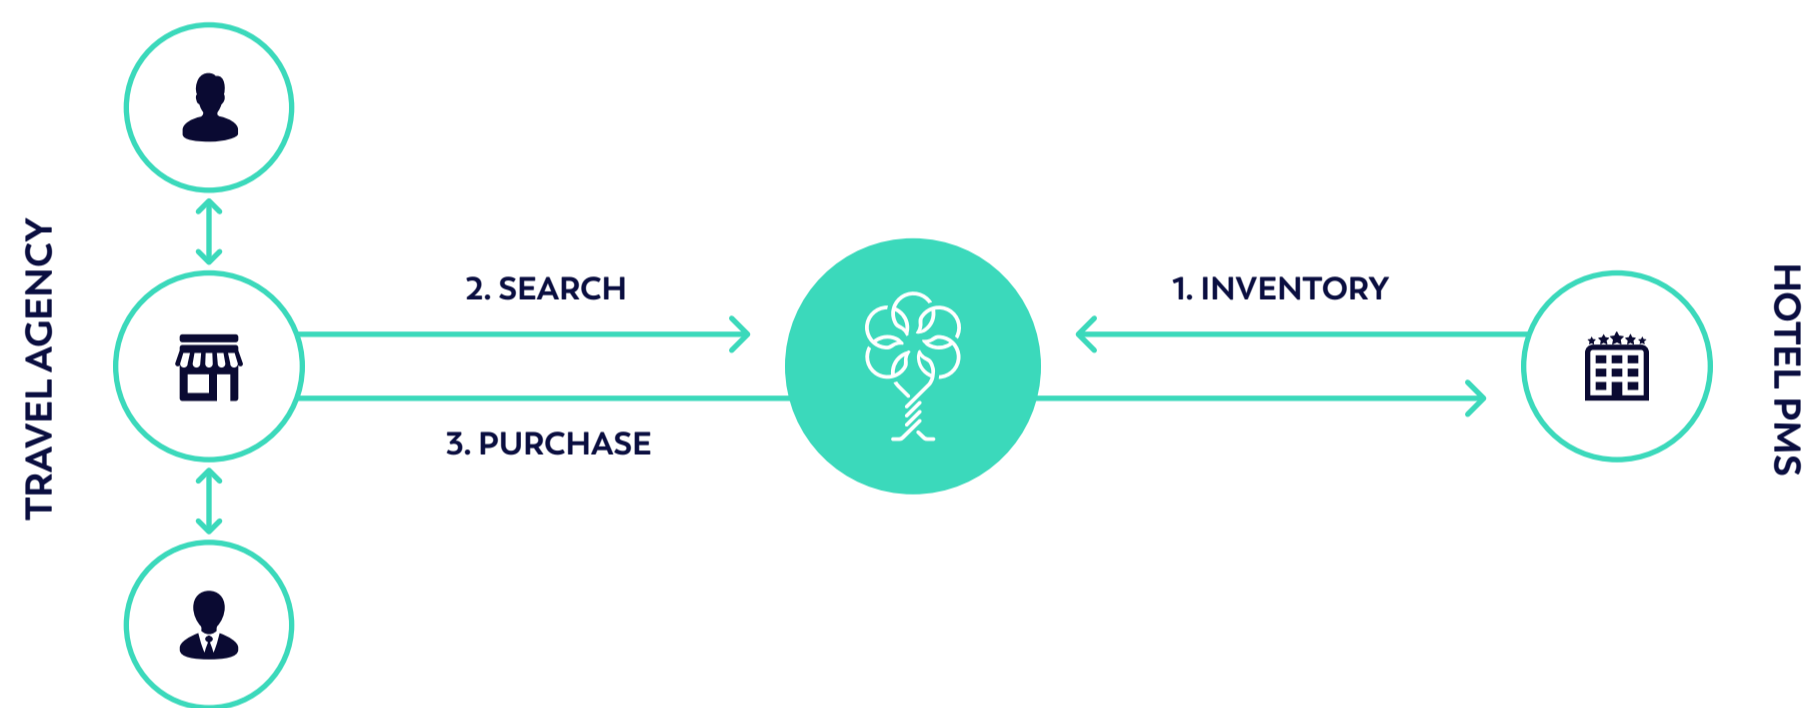 TRAVEL AGENCY
2. SEARCH
1. INVENTORY
3. PURCHASE
HOTEL PMS